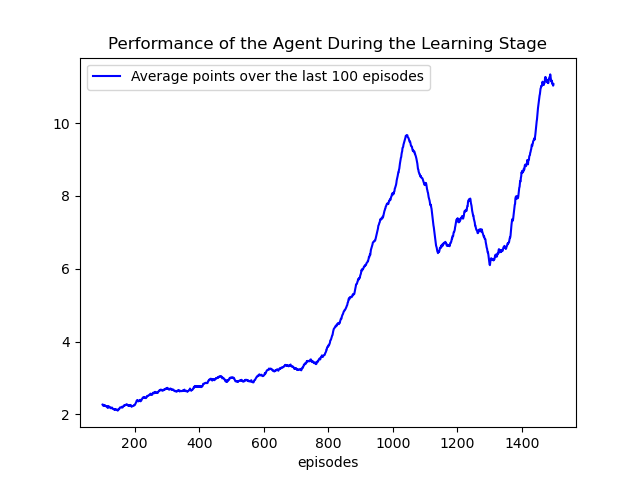 Performance of the Agent During the Learning Stage
Average points over the last 100 episodes
10
8
6
4
2
200 400 600 800 1000 1200 1400
episodes